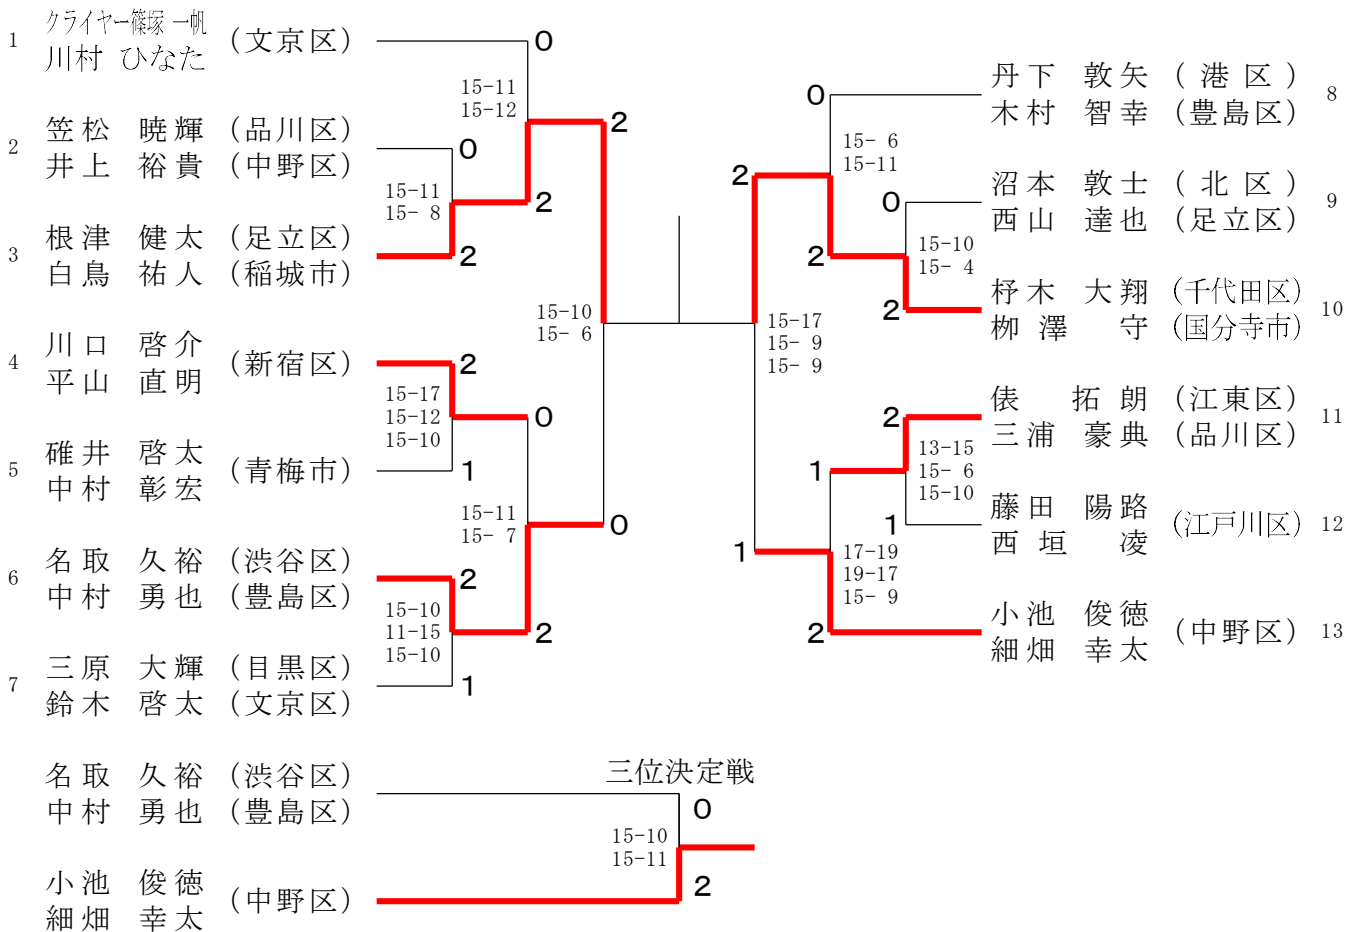 1 クライヤー篠塚 一帆 (文京区)
川村 ひなた
0
15-11
15-12
2
2 笠松 暁輝 (品川区)
井上 裕貴 (中野区)
0
15-11
15- 8
2
3 根津 健太 (足立区)
白鳥 祐人 (稲城市)
2
15-10
15- 6
4 川口 啓介 (新宿区)
平山 直明
2
15-17
15-12
15-10
0
5 碓井 啓太 (青梅市)
中村 彰宏
1
15-11
15- 7
0
6 名取 久裕 (渋谷区)
中村 勇也 (豊島区)
2
15-10
11-15
15-10
2
7 三原 大輝 (目黒区)
鈴木 啓太 (文京区)
1
丹下 敦矢 (港区) 8
木村 智幸 (豊島区)
0
15- 6
15-11
2
沼本 敦士 (北区) 9
西山 達也 (足立区)
0
15-10
15- 4
2
杼木 大翔 (千代田区) 10
栁澤 守 (国分寺市)
2
15-17
15- 9
15- 9
俵 拓朗 (江東区) 11
三浦 豪典 (品川区)
2
13-15
15- 6
15-10
1
藤田 陽路 (江戸川区) 12
西垣 凌
1
1
17-19
19-17
15- 9
小池 俊徳 (中野区) 13
細畑 幸太
2
三位決定戦
名取 久裕 (渋谷区)
中村 勇也 (豊島区)
0
15-10
15-11
小池 俊徳 (中野区)
細畑 幸太
2